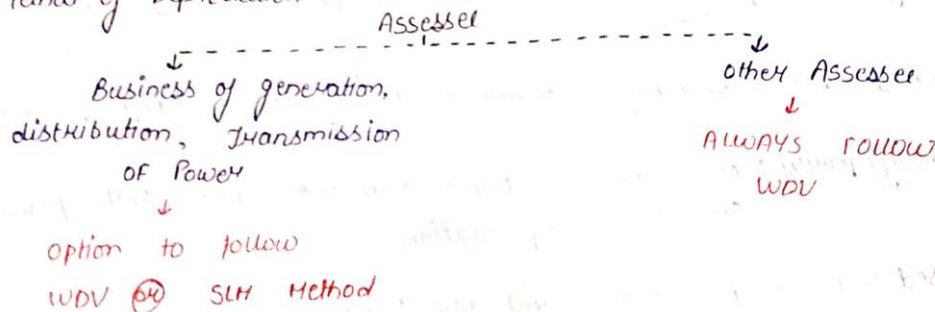 of
Assessee
Business of generation,
distribution, Transmission
OF Power
Option to follow
WDV or SLM Method
Other Assessee
ALWAYS FOLLOW
WDV